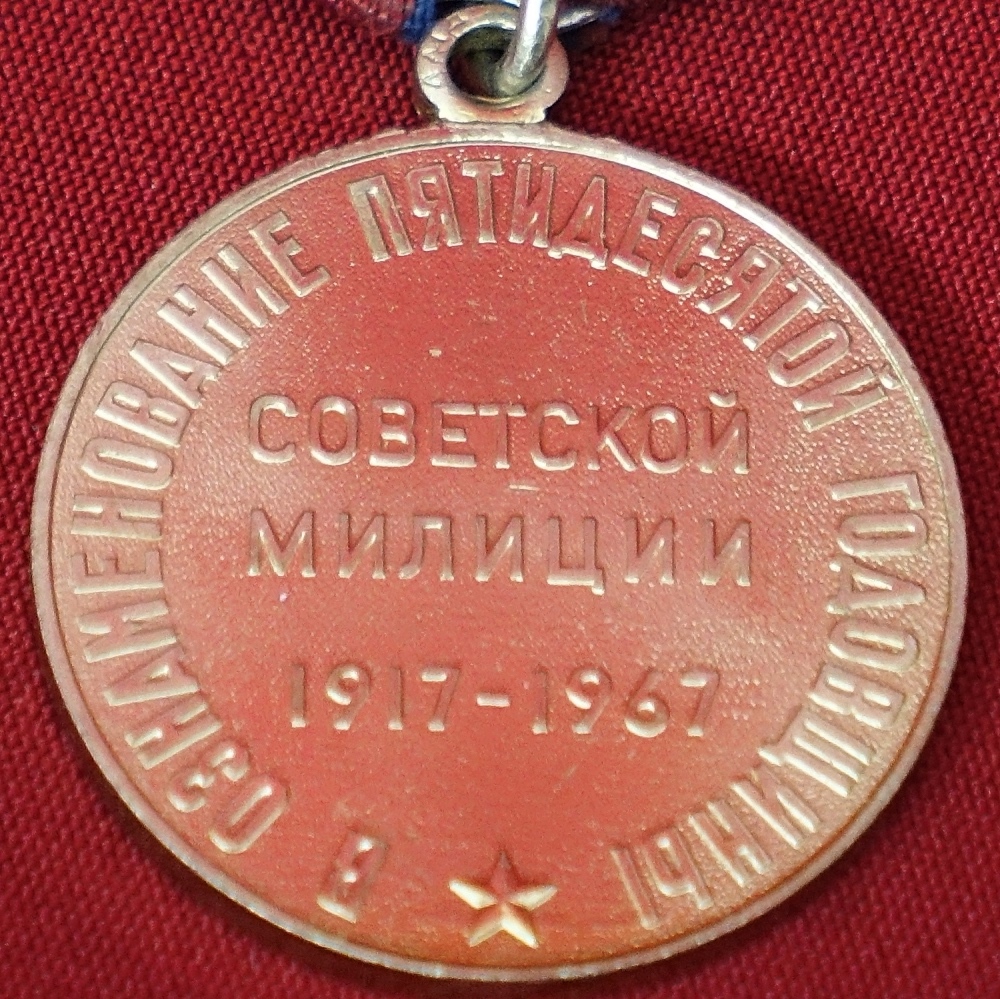 В ОЗНАМЕНОВАНИЕ ПЯТИДЕСЯТОЙ ГОДОВЩИНЫ
СОВЕТСКОЙ
МИЛИЦИИ
1917-1967